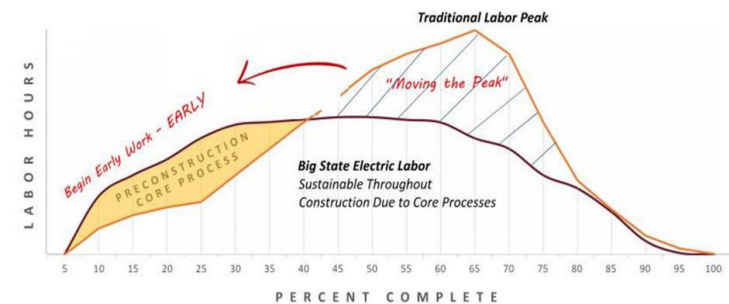 Traditional Labor Peak
"Moving the Peak"
Begin Early Work - EARLY
PRECONSTRUCTION
CORE PROCESS
Big State Electric Labor
Sustainable Throughout
Construction Due to Core Processes
LABOR HOURS
5 10 15 20 25 30 35 40 45 50 55 60 65 70 75 80 85 90 95 100
PERCENT COMPLETE